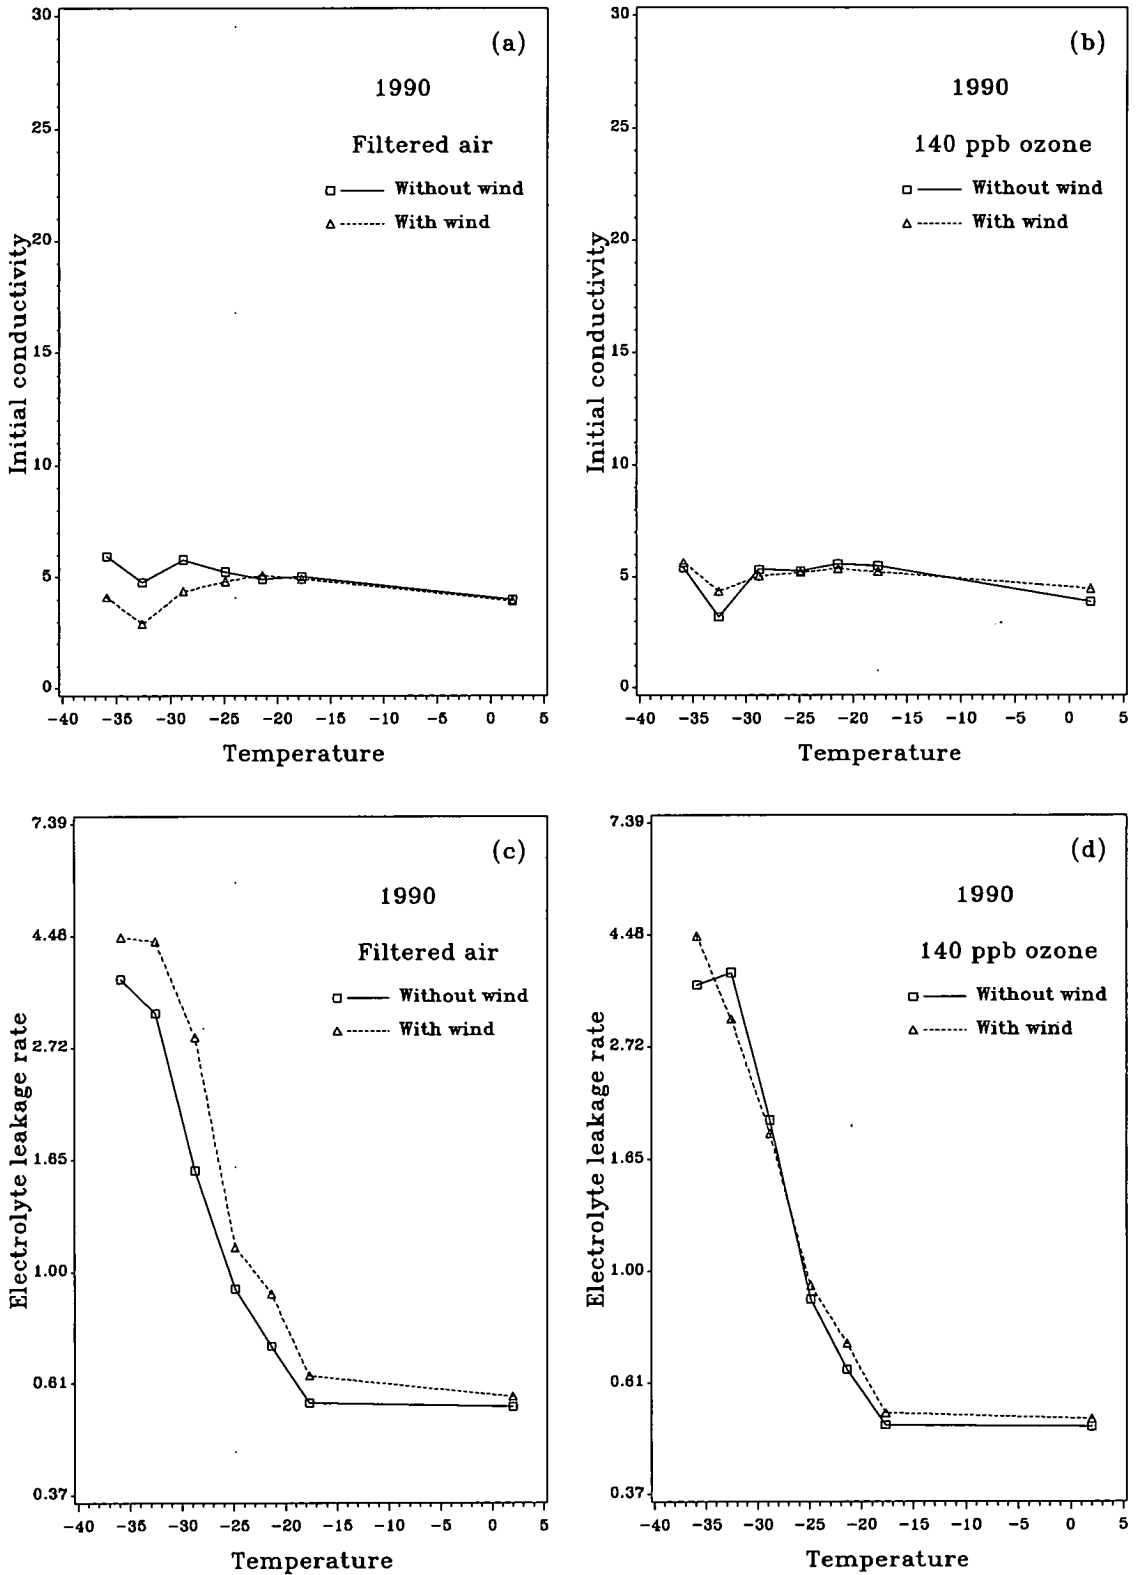 (a)
1990
Filtered air
Without wind
With wind
Initial conductivity
30
25
20
15
10
5
0
-40 -35 -30 -25 -20 -15 -10 -5 0 5
Temperature
(b)
1990
140 ppb ozone
Without wind
With wind
Initial conductivity
30
25
20
15
10
5
0
-40 -35 -30 -25 -20 -15 -10 -5 0 5
Temperature
(c)
1990
Filtered air
Without wind
With wind
Electrolyte leakage rate
7.39
4.48
2.72
1.65
1.00
0.61
0.37
-40 -35 -30 -25 -20 -15 -10 -5 0 5
Temperature
(d)
1990
140 ppb ozone
Without wind
With wind
Electrolyte leakage rate
7.39
4.48
2.72
1.65
1.00
0.61
0.37
-40 -35 -30 -25 -20 -15 -10 -5 0 5
Temperature